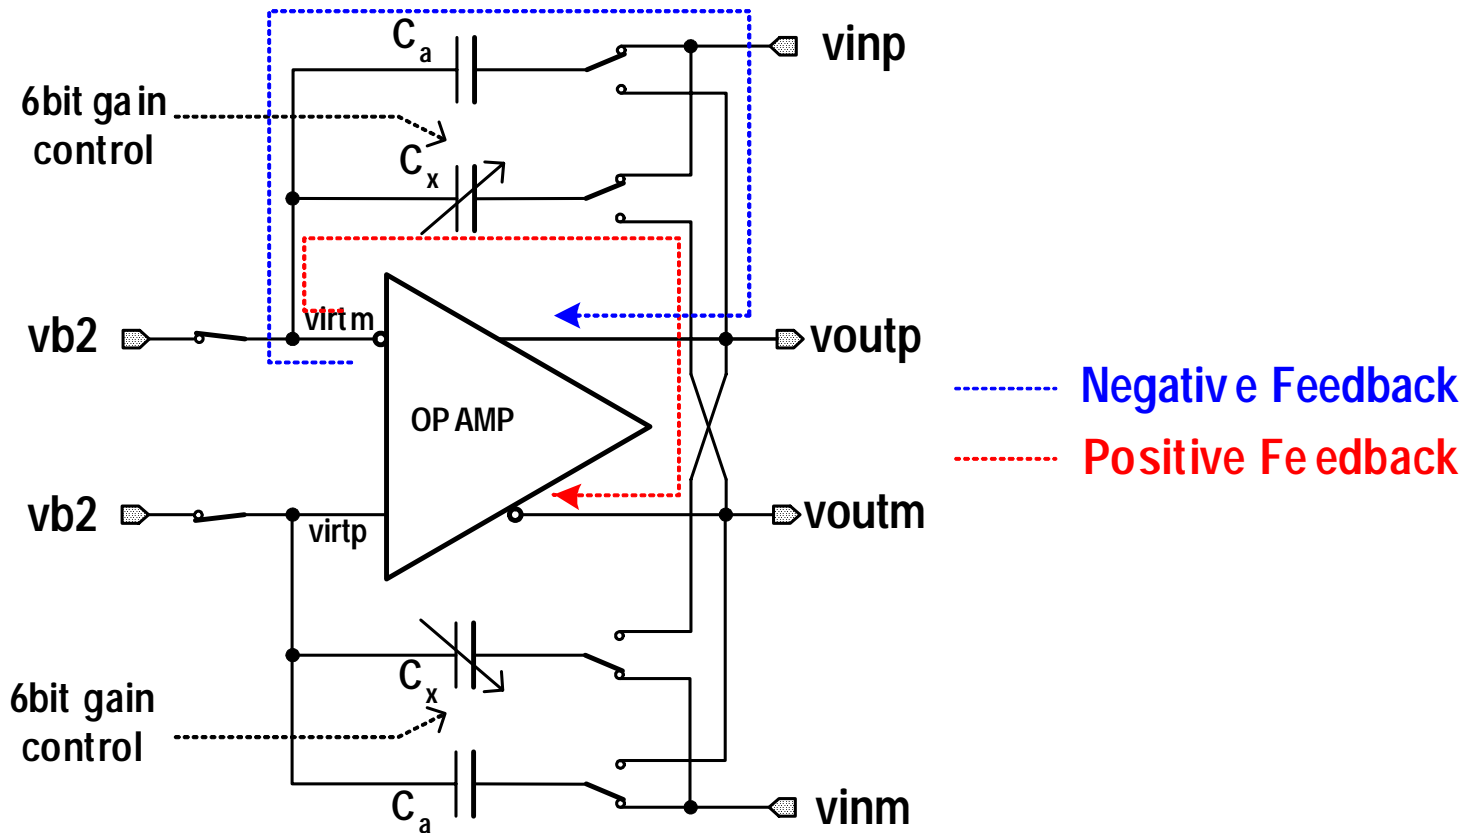 Ca
vinp
6bit gain
control
Cx
virtm
vb2
voutp
Negative Feedback
OP AMP
Positive Feedback
vb2
virtp
voutm
Cx
6bit gain
control
Ca
vinm